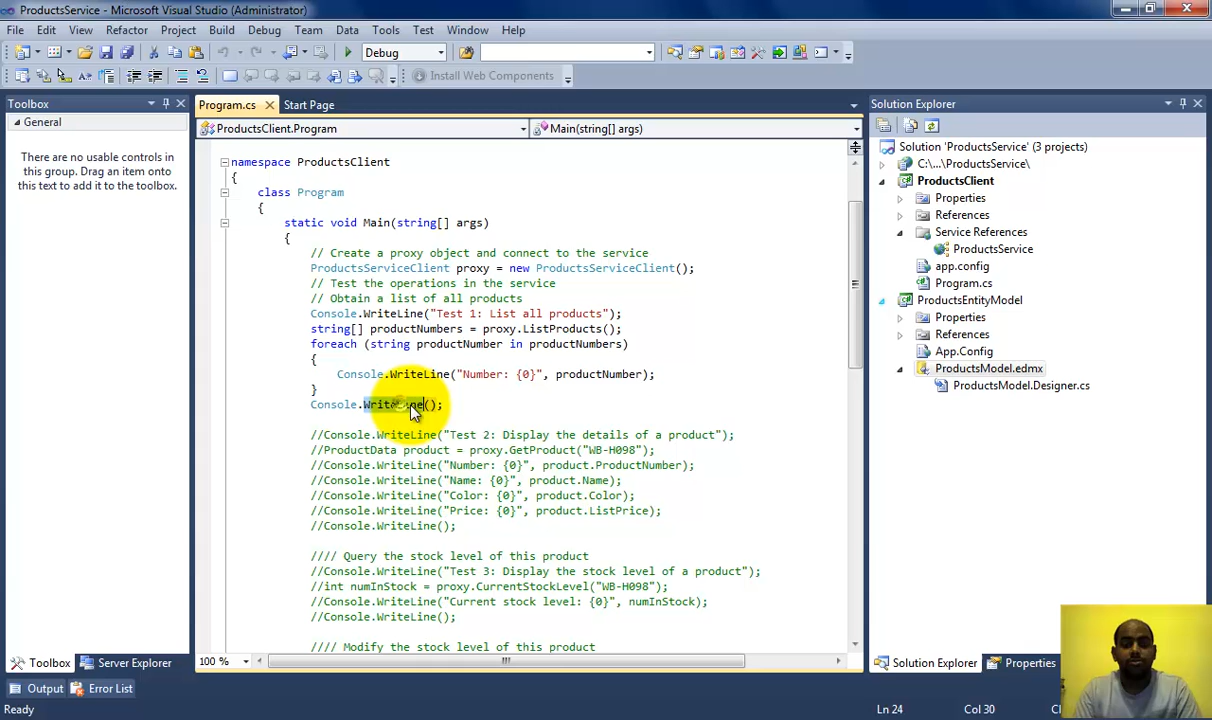 ProductsService - Microsoft Visual Studio (Administrator)
File Edit View Refactor Project Build Debug Team Data Tools Test Window Help
Debug
Install Web Components
Toolbox
General
There are no usable controls in
this group. Drag an item onto
this text to add it to the toolbox.
Program.cs Start Page
ProductsClient.Program Main(string[] args)
namespace ProductsClient
{
class Program
{
static void Main(string[] args)
{
// Create a proxy object and connect to the service
ProductsServiceClient proxy = new ProductsServiceClient();
// Test the operations in the service
// Obtain a list of all products
Console.WriteLine("Test 1: List all products");
string[] productNumbers = proxy.ListProducts();
foreach (string productNumber in productNumbers)
{
Console.WriteLine("Number: {0}", productNumber);
}
Console.WriteLine();
//Console.WriteLine("Test 2: Display the details of a product");
//ProductData product = proxy.GetProduct("WB-H098");
//Console.WriteLine("Number: {0}", product.ProductNumber);
//Console.WriteLine("Name: {0}", product.Name);
//Console.WriteLine("Color: {0}", product.Color);
//Console.WriteLine("Price: {0}", product.ListPrice);
//Console.WriteLine();
//// Query the stock level of this product
//Console.WriteLine("Test 3: Display the stock level of a product");
//int numInStock = proxy.CurrentStockLevel("WB-H098");
//Console.WriteLine("Current stock level: {0}", numInStock);
//Console.WriteLine();
//// Modify the stock level of this product
100 %
Solution Explorer
Solution 'ProductsService' (3 projects)
C:\...\ProductsService\
ProductsClient
Properties
References
Service References
ProductsService
app.config
Program.cs
ProductsEntityModel
Properties
References
App.Config
ProductsModel.edmx
ProductsModel.Designer.cs
Toolbox Server Explorer
Solution Explorer Properties
Output Error List
Ln 24 Col 30